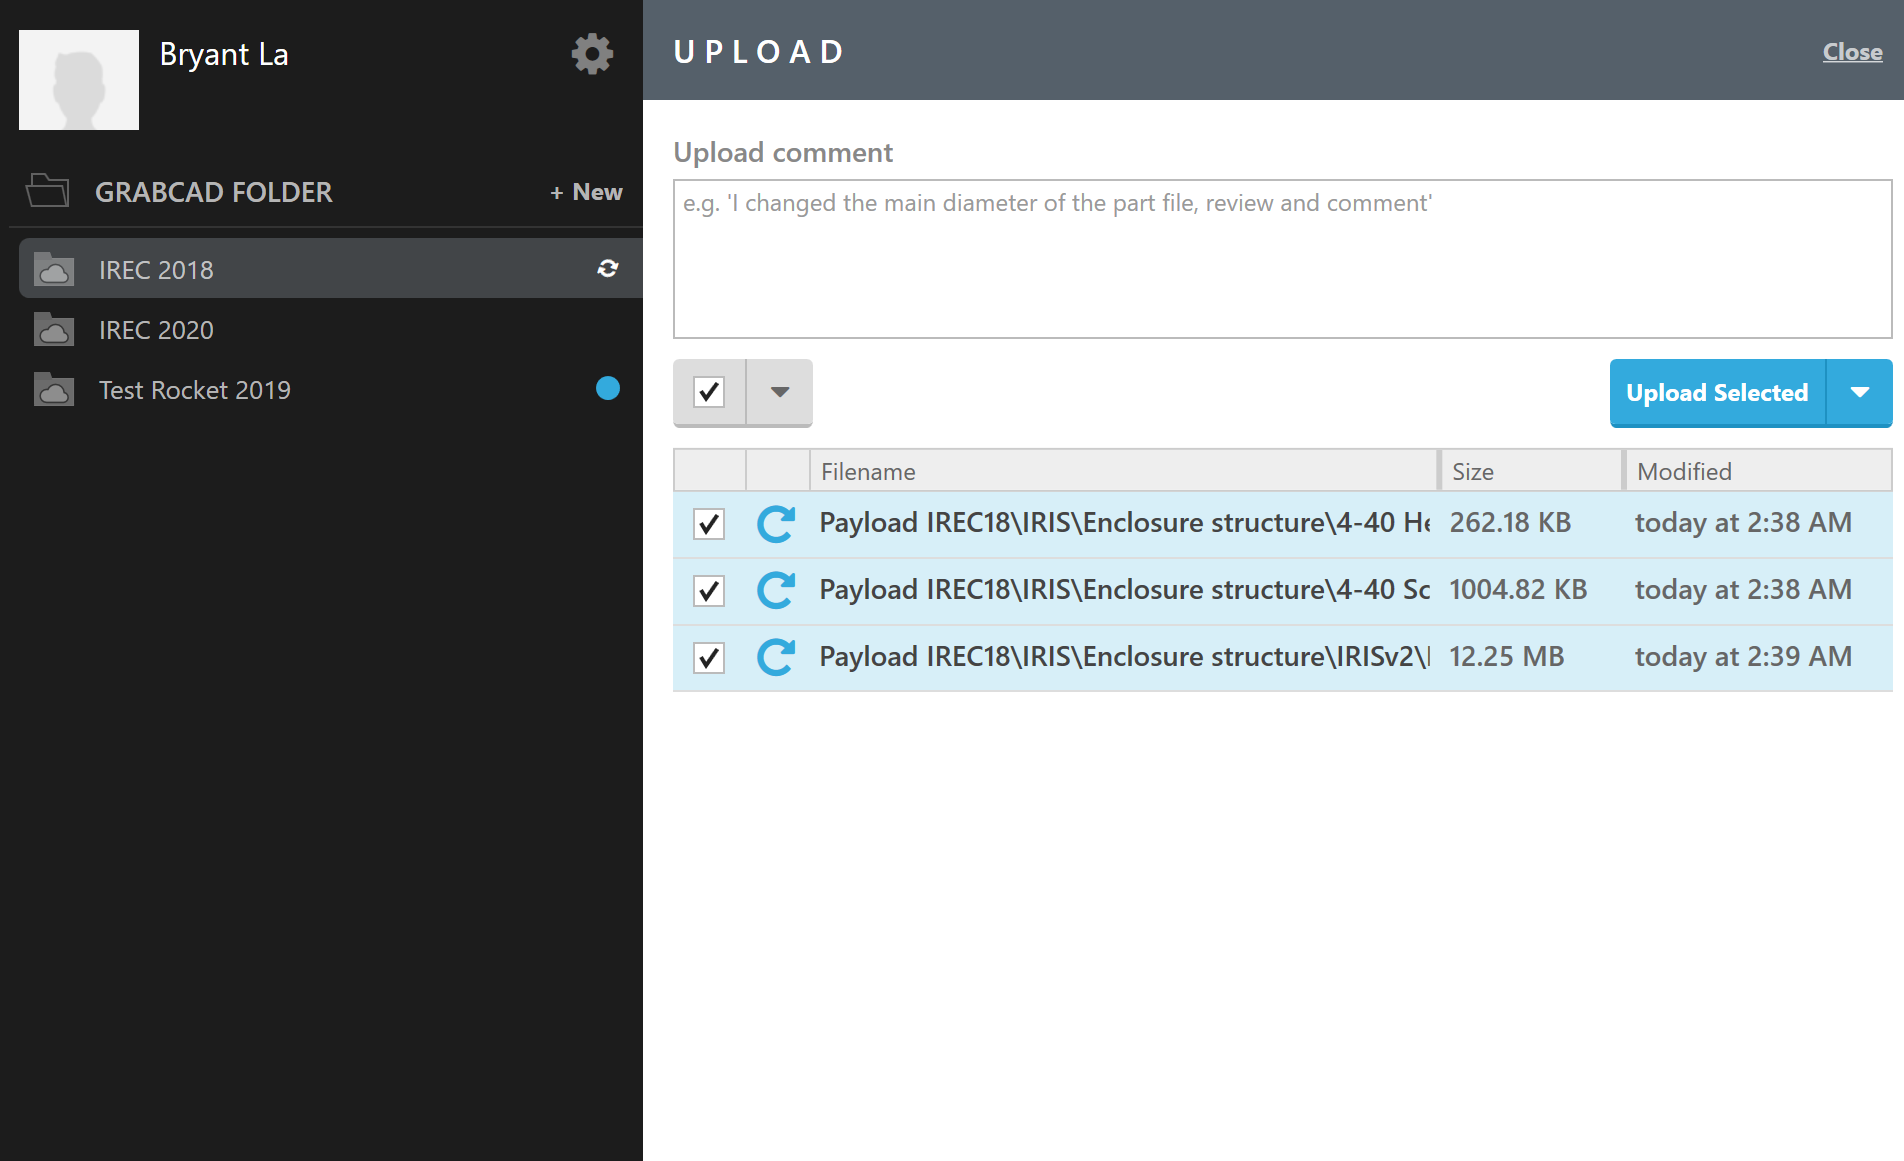 Bryant La
GRABCAD FOLDER
+ New
IREC 2018
IREC 2020
Test Rocket 2019
UPLOAD
Close
Upload comment
e.g. 'I changed the main diameter of the part file, review and comment'
Upload Selected
Filename Size Modified
Payload IREC18\IRIS\Enclosure structure\4-40 He 262.18 KB today at 2:38 AM
Payload IREC18\IRIS\Enclosure structure\4-40 Sc 1004.82 KB today at 2:38 AM
Payload IREC18\IRIS\Enclosure structure\IRISv2\ 12.25 MB today at 2:39 AM